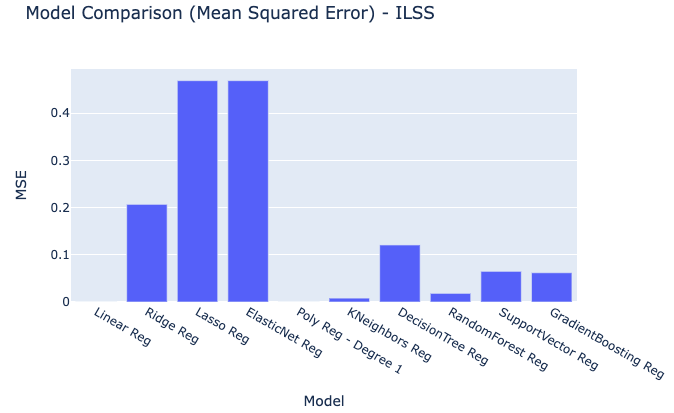 Model Comparison (Mean Squared Error) - ILSS
MSE
0.4
0.3
0.2
0.1
0
Linear Reg
Ridge Reg
Lasso Reg
ElasticNet Reg
Poly Reg - Degree 1
KNeighbors Reg
DecisionTree Reg
RandomForest Reg
SupportVector Reg
GradientBoosting Reg
Model